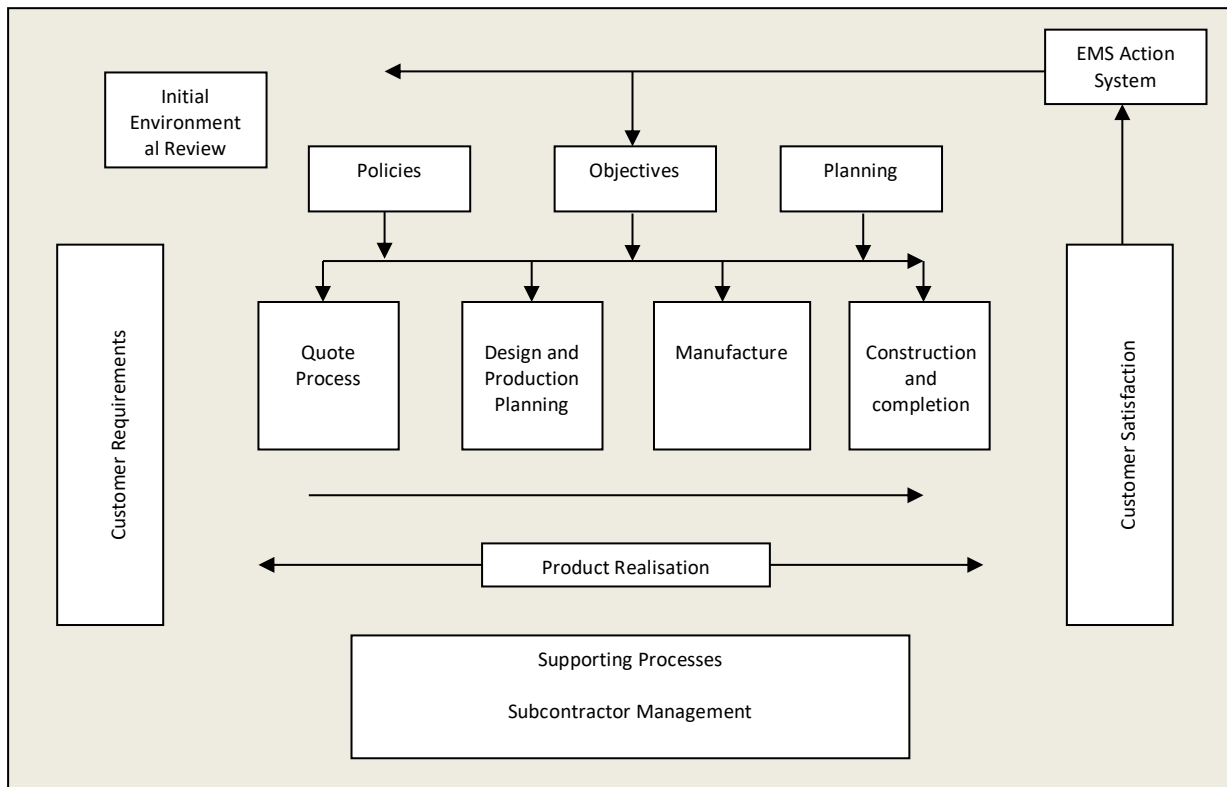 EMS Action
System
Initial
Environment
al Review
Policies
Objectives
Planning
Customer Requirements
Quote
Process
Design and
Production
Planning
Manufacture
Construction
and
completion
Customer Satisfaction
Product Realisation
Supporting Processes
Subcontractor Management